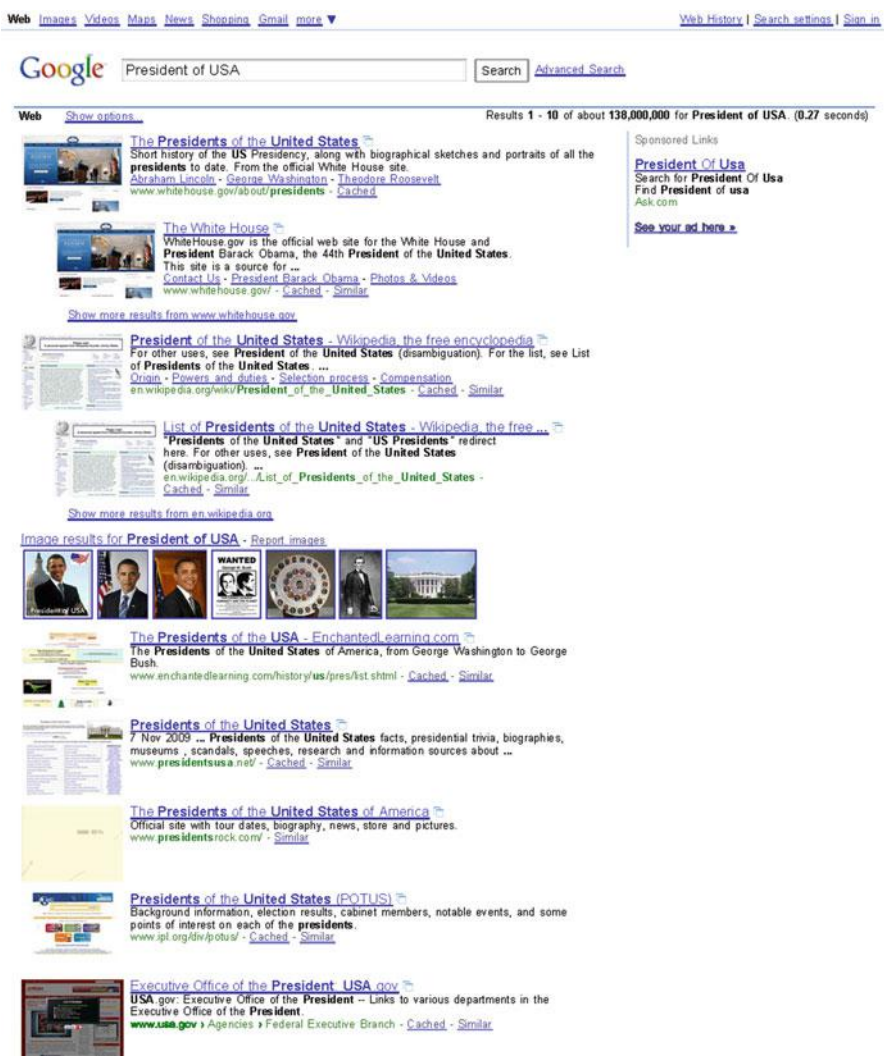 Web Images Videos Maps News Shopping Gmail more ▼
Web History | Search settings | Sign in
Google
President of USA
Search
Advanced Search
Web Show options...
Results 1 - 10 of about 138,000,000 for President of USA. (0.27 seconds)
The Presidents of the United States
Short history of the US Presidency, along with biographical sketches and portraits of all the
presidents to date. From the official White House site.
Abraham Lincoln - George Washington - Theodore Roosevelt
www.whitehouse.gov/about/presidents - Cached
The White House
WhiteHouse.gov is the official web site for the White House and
President Barack Obama, the 44th President of the United States.
This site is a source for ...
Contact Us - President Barack Obama - Photos & Videos
www.whitehouse.gov/ - Cached - Similar
Show more results from www.whitehouse.gov
President of the United States - Wikipedia, the free encyclopedia
For other uses, see President of the United States (disambiguation). For the list, see List
of Presidents of the United States. ...
Origin - Powers and duties - Selection process - Compensation
en.wikipedia.org/wiki/President_of_the_United_States - Cached - Similar
List of Presidents of the United States - Wikipedia, the free ...
"Presidents of the United States" and "US Presidents" redirect
here. For other uses, see President of the United States
(disambiguation). ...
en.wikipedia.org/.../List_of_Presidents_of_the_United_States -
Cached - Similar
Show more results from en.wikipedia.org
Image results for President of USA - Report images
President of USA
WANTED
The Presidents of the USA - EnchantedLearning.com
The Presidents of the United States of America, from George Washington to George
Bush.
www.enchantedlearning.com/history/us/pres/list.shtml - Cached - Similar
Presidents of the United States
7 Nov 2009 ... Presidents of the United States facts, presidential trivia, biographies,
museums , scandals, speeches, research and information sources about ...
www.presidentsusa.net/ - Cached - Similar
The Presidents of the United States of America
Official site with tour dates, biography, news, store and pictures.
www.presidentsrock.com/ - Similar
Presidents of the United States (POTUS)
Background information, election results, cabinet members, notable events, and some
points of interest on each of the presidents.
www.ipl.org/div/potus/ - Cached - Similar
Executive Office of the President: USA.gov
USA.gov: Executive Office of the President -- Links to various departments in the
Executive Office of the President.
www.usa.gov › Agencies › Federal Executive Branch - Cached - Similar
Sponsored Links
President Of Usa
Search for President Of Usa
Find President of usa
Ask.com
See your ad here »